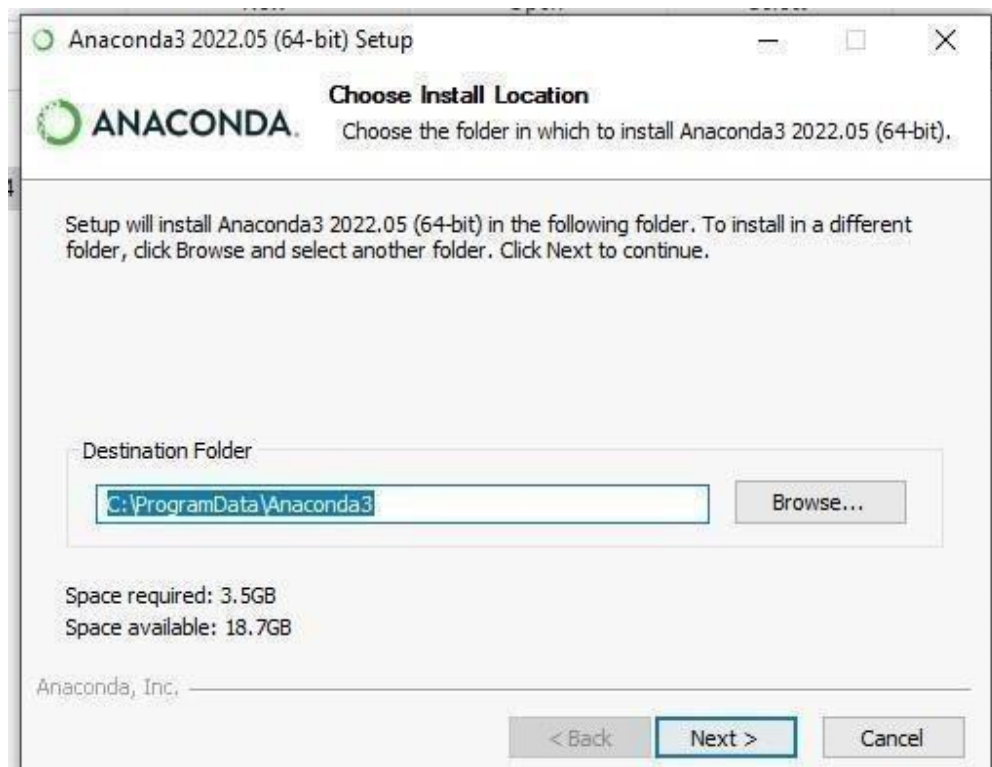 Anaconda3 2022.05 (64-bit) Setup
Choose Install Location
ANACONDA.
Choose the folder in which to install Anaconda3 2022.05 (64-bit).
4
Setup will install Anaconda3 2022.05 (64-bit) in the following folder. To install in a different
folder, click Browse and select another folder. Click Next to continue.
Destination Folder
C:\ProgramData\Anaconda3
Browse...
Space required: 3.5GB
Space available: 18.7GB
Anaconda, Inc.
< Back
Next >
Cancel